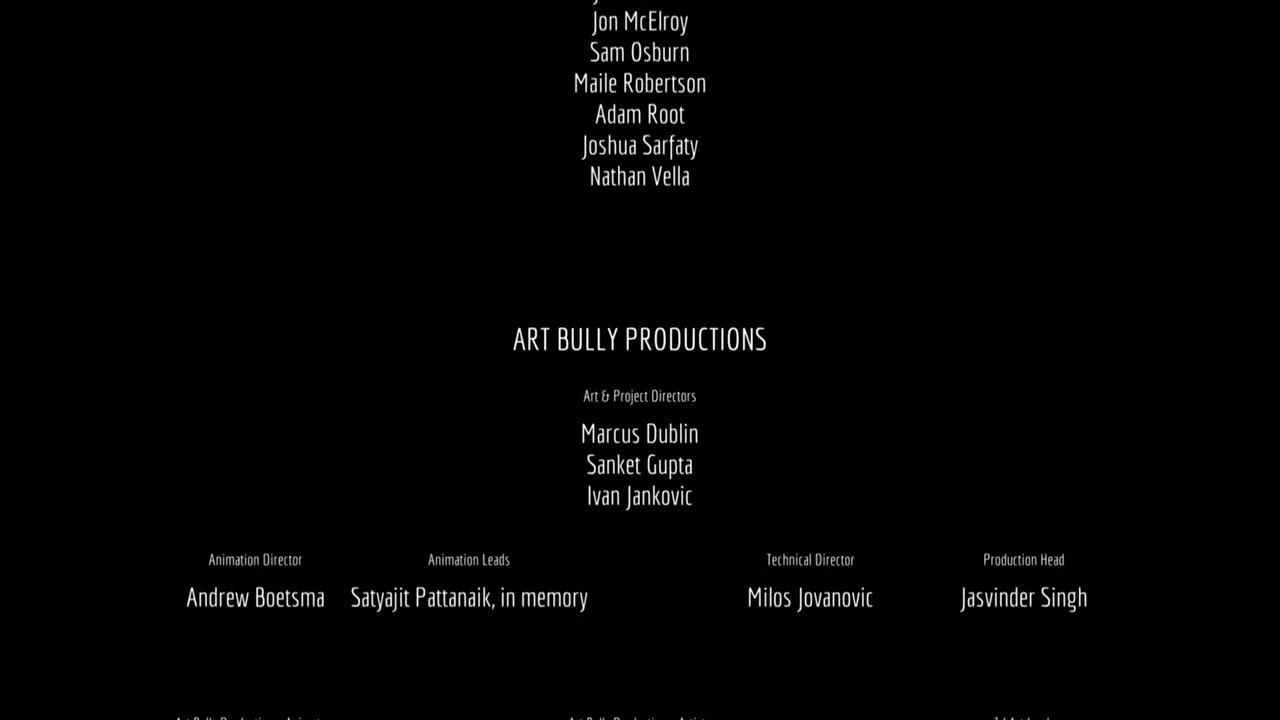 Jon McElroy
Sam Osburn
Maile Robertson
Adam Root
Joshua Sarfaty
Nathan Vella
ART BULLY PRODUCTIONS
Art & Project Directors
Marcus Dublin
Sanket Gupta
Ivan Jankovic
Animation Director
Animation Leads
Technical Director
Production Head
Andrew Boetsma
Satyajit Pattanaik, in memory
Milos Jovanovic
Jasvinder Singh